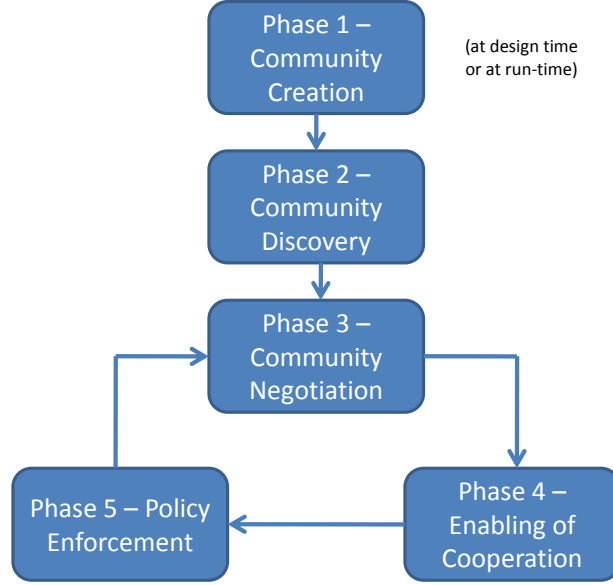 Phase 1 –
Community
Creation
(at design time
or at run-time)
Phase 2 –
Community
Discovery
Phase 3 –
Community
Negotiation
Phase 5 – Policy
Enforcement
Phase 4 –
Enabling of
Cooperation